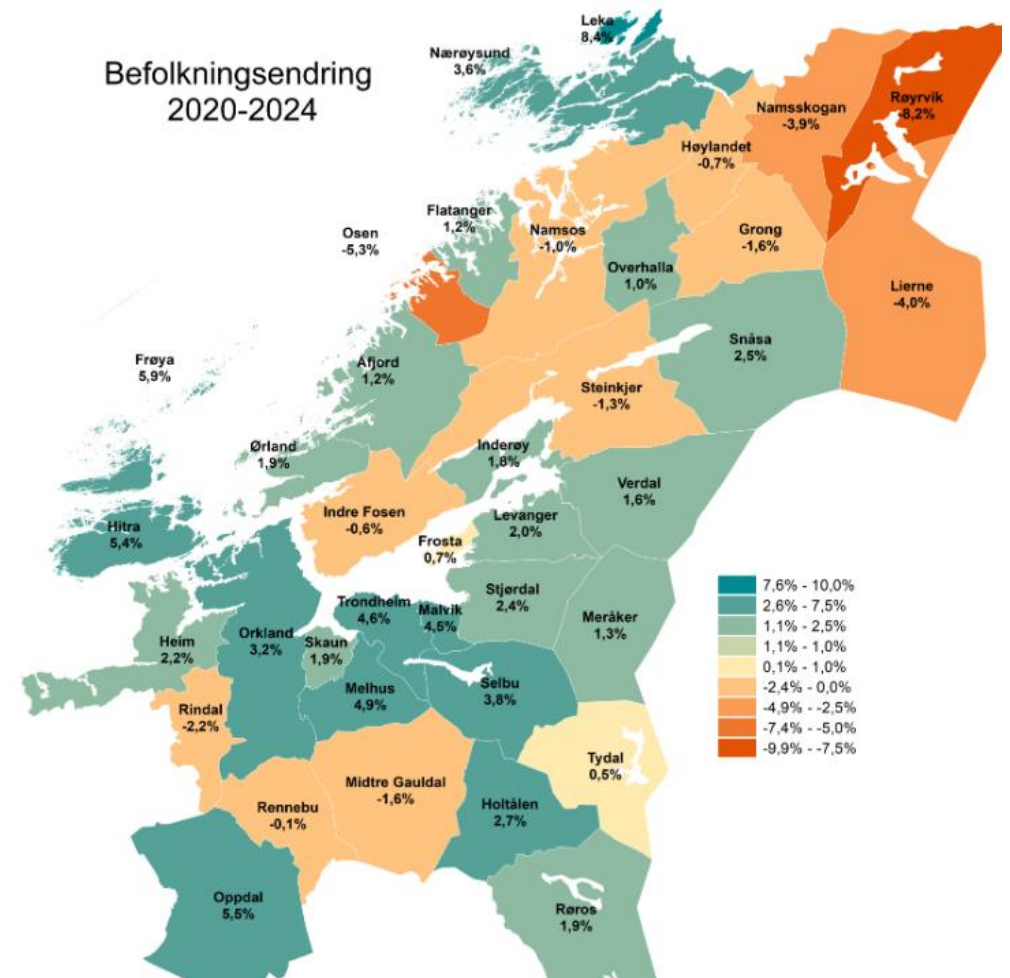 Befolkningsendring
2020-2024
Leka
8,4%
Nærøysund
3,6%
Namsskogan
-3,9%
Røyrvik
-8,2%
Høylandet
-0,7%
Flatanger
1,2%
Osen
-5,3%
Namsos
-1,0%
Grong
-1,6%
Overhalla
1,0%
Lierne
-4,0%
Snåsa
2,5%
Frøya
5,9%
Åfjord
1,2%
Steinkjer
-1,3%
Ørland
1,9%
Inderøy
1,8%
Verdal
1,6%
Indre Fosen
-0,6%
Levanger
2,0%
Hitra
5,4%
Frosta
0,7%
Stjørdal
2,4%
Trondheim
4,6%
Malvik
4,5%
Meråker
1,3%
Orkland
3,2%
Skaun
1,9%
Heim
2,2%
Melhus
4,9%
Selbu
3,8%
Rindal
-2,2%
Tydal
0,5%
Midtre Gauldal
-1,6%
Rennebu
-0,1%
Holtålen
2,7%
Oppdal
5,5%
Røros
1,9%
7,6% - 10,0%
2,6% - 7,5%
1,1% - 2,5%
1,1% - 1,0%
0,1% - 1,0%
-2,4% - 0,0%
-4,9% - -2,5%
-7,4% - -5,0%
-9,9% - -7,5%